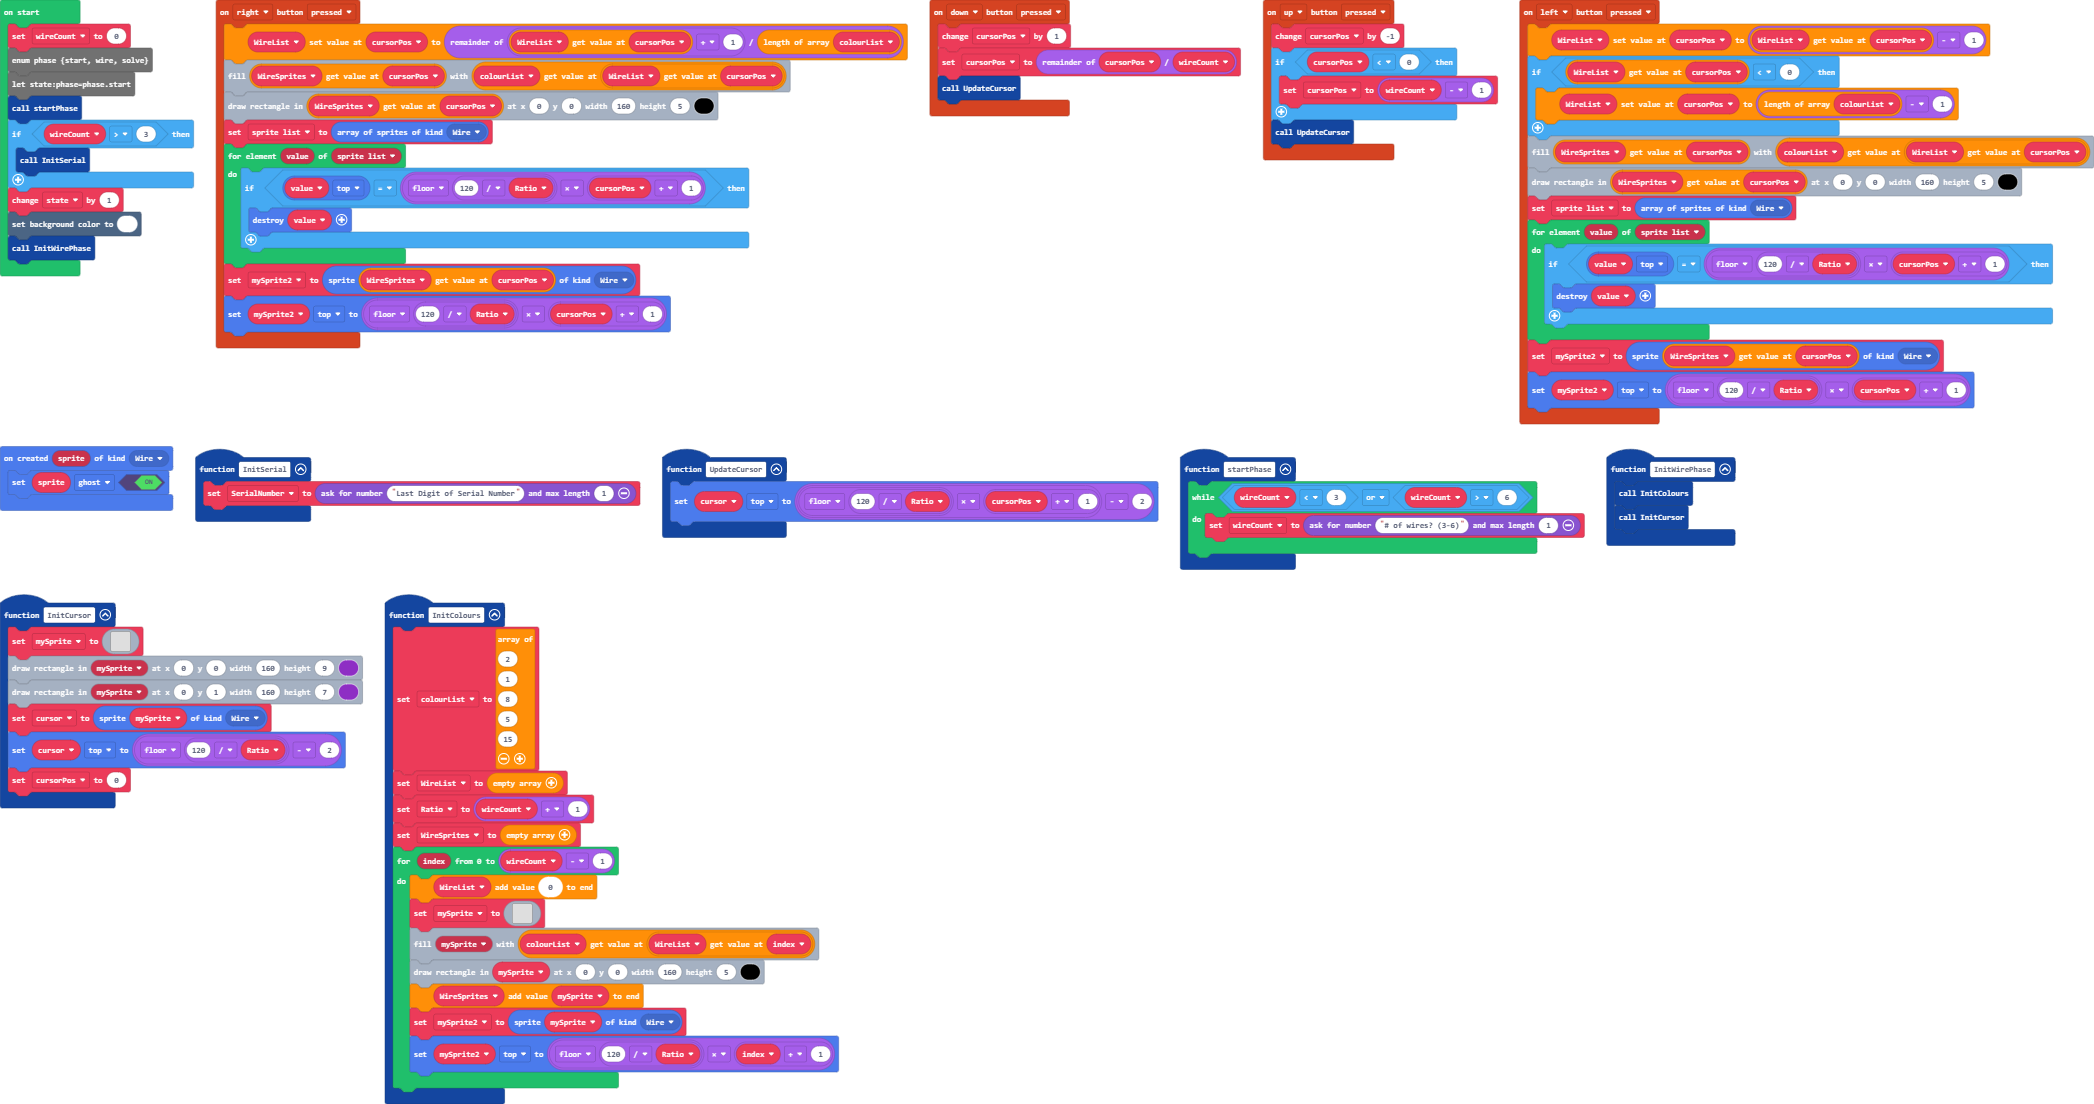 on start
set wireCount to 0
enum phase {start, wire, solve}
let state:phase=phase.start
call startPhase
if wireCount > 3 then
call InitSerial
change state by 1
set background color to
call InitWirePhase
on right button pressed
WireList set value at cursorPos to remainder of WireList get value at cursorPos + 1 / length of array colourList
fill WireSprites get value at cursorPos with colourList get value at WireList get value at cursorPos
draw rectangle in WireSprites get value at cursorPos at x 0 y 0 width 160 height 5
set sprite list to array of sprites of kind Wire
for element value of sprite list
do
if value top = floor 120 / Ratio × cursorPos + 1 then
destroy value
set mySprite2 to sprite WireSprites get value at cursorPos of kind Wire
set mySprite2 top to floor 120 / Ratio × cursorPos + 1
on down button pressed
change cursorPos by 1
set cursorPos to remainder of cursorPos / wireCount
call UpdateCursor
on up button pressed
change cursorPos by -1
if cursorPos < 0 then
set cursorPos to wireCount - 1
call UpdateCursor
on left button pressed
WireList set value at cursorPos to WireList get value at cursorPos - 1
if WireList get value at cursorPos < 0 then
WireList set value at cursorPos to length of array colourList - 1
fill WireSprites get value at cursorPos with colourList get value at WireList get value at cursorPos
draw rectangle in WireSprites get value at cursorPos at x 0 y 0 width 160 height 5
set sprite list to array of sprites of kind Wire
for element value of sprite list
do
if value top = floor 120 / Ratio × cursorPos + 1 then
destroy value
set mySprite2 to sprite WireSprites get value at cursorPos of kind Wire
set mySprite2 top to floor 120 / Ratio × cursorPos + 1
on created sprite of kind Wire
set sprite ghost ON
function InitSerial
set SerialNumber to ask for number "Last Digit of Serial Number" and max length 1
function UpdateCursor
set cursor top to floor 120 / Ratio × cursorPos + 1 - 2
function startPhase
while wireCount < 3 or wireCount > 6
do
set wireCount to ask for number "# of wires? (3-6)" and max length 1
function InitWirePhase
call InitColours
call InitCursor
function InitCursor
set mySprite to
draw rectangle in mySprite at x 0 y 0 width 160 height 9
draw rectangle in mySprite at x 0 y 1 width 160 height 7
set cursor to sprite mySprite of kind Wire
set cursor top to floor 120 / Ratio - 2
set cursorPos to 0
function InitColours
set colourList to array of
2
1
8
5
15
set WireList to empty array
set Ratio to wireCount + 1
set WireSprites to empty array
for index from 0 to wireCount - 1
do
WireList add value 0 to end
set mySprite to
fill mySprite with colourList get value at WireList get value at index
draw rectangle in mySprite at x 0 y 0 width 160 height 5
WireSprites add value mySprite to end
set mySprite2 to sprite mySprite of kind Wire
set mySprite2 top to floor 120 / Ratio × index + 1